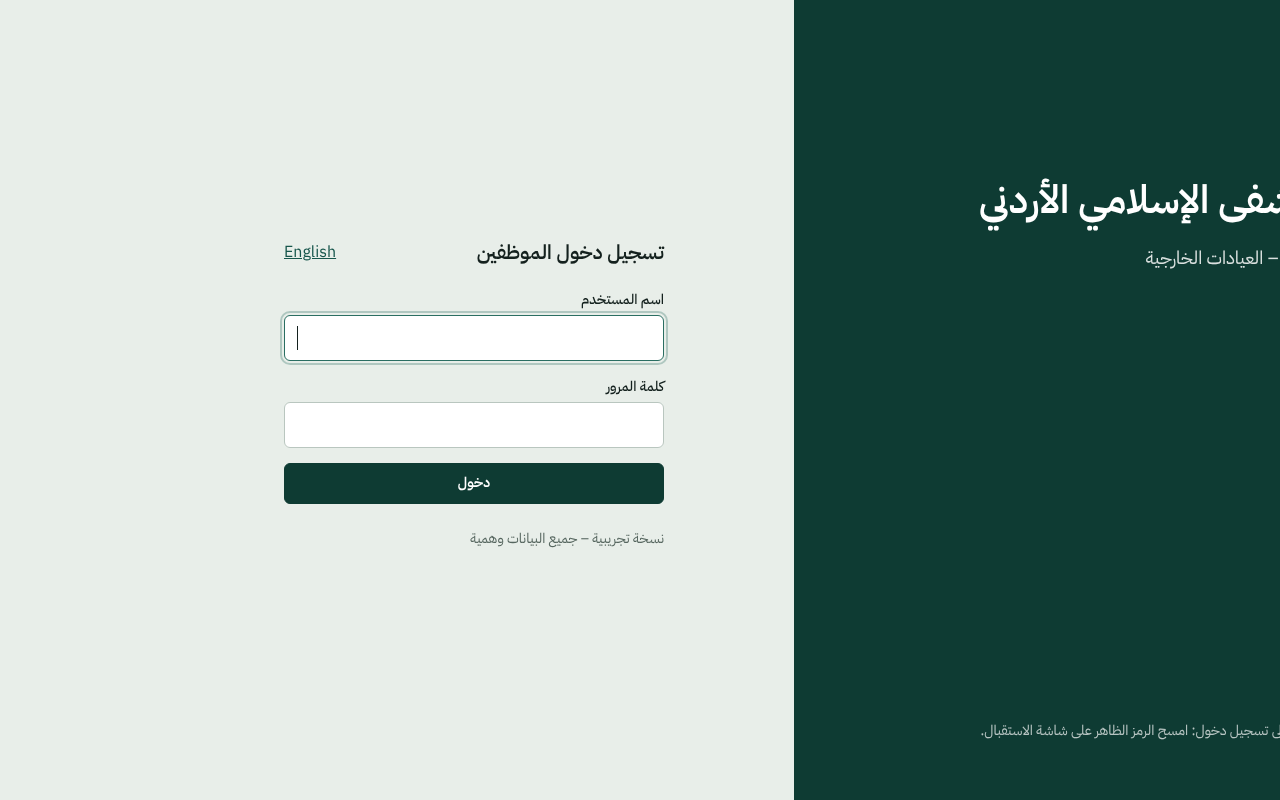 الإسلامي الأردني
– العيادات الخارجية
تسجيل دخول: امسح الرمز الظاهر على شاشة الاستقبال.
تسجيل دخول الموظفين
English
اسم المستخدم
كلمة المرور
دخول
نسخة تجريبية – جميع البيانات وهمية